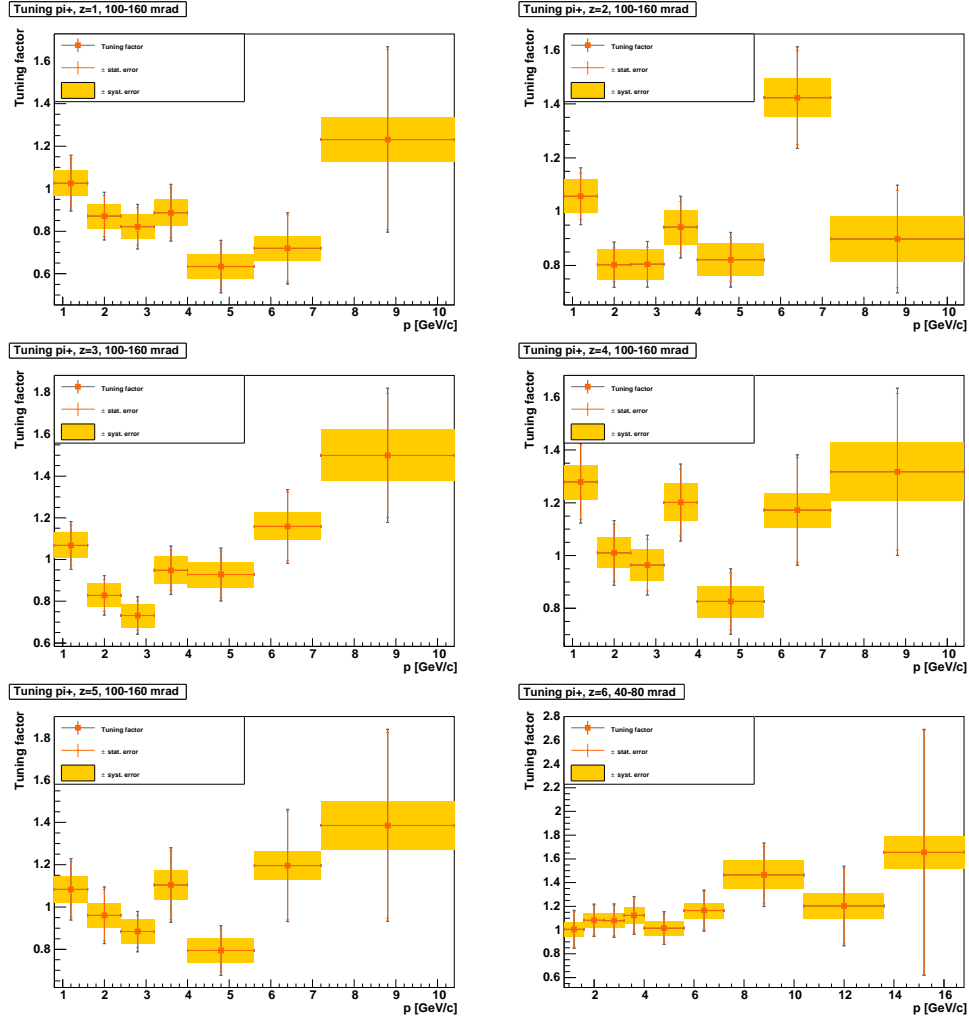 Tuning pi+, z=1, 100-160 mrad
Tuning factor
1.6
1.4
1.2
1
0.8
0.6
Tuning factor
± stat. error
± syst. error
1 2 3 4 5 6 7 8 9 10
p [GeV/c]
Tuning pi+, z=2, 100-160 mrad
Tuning factor
1.6
1.4
1.2
1
0.8
Tuning factor
± stat. error
± syst. error
1 2 3 4 5 6 7 8 9 10
p [GeV/c]
Tuning pi+, z=3, 100-160 mrad
Tuning factor
1.8
1.6
1.4
1.2
1
0.8
0.6
Tuning factor
± stat. error
± syst. error
1 2 3 4 5 6 7 8 9 10
p [GeV/c]
Tuning pi+, z=4, 100-160 mrad
Tuning factor
1.6
1.4
1.2
1
0.8
Tuning factor
± stat. error
± syst. error
1 2 3 4 5 6 7 8 9 10
p [GeV/c]
Tuning pi+, z=5, 100-160 mrad
Tuning factor
1.8
1.6
1.4
1.2
1
0.8
Tuning factor
± stat. error
± syst. error
1 2 3 4 5 6 7 8 9 10
p [GeV/c]
Tuning pi+, z=6, 40-80 mrad
Tuning factor
2.8
2.6
2.4
2.2
2
1.8
1.6
1.4
1.2
1
0.8
0.6
Tuning factor
± stat. error
± syst. error
2 4 6 8 10 12 14 16
p [GeV/c]